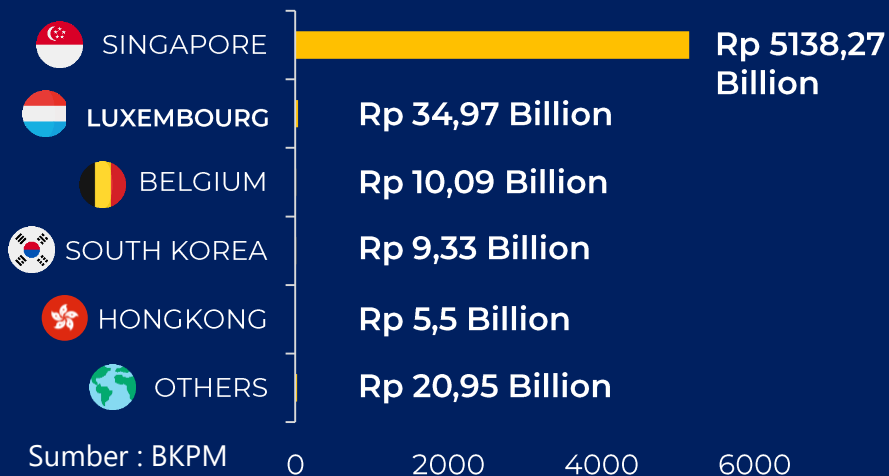 SINGAPORE
Rp 5138,27
Billion
LUXEMBOURG
Rp 34,97 Billion
BELGIUM
Rp 10,09 Billion
SOUTH KOREA
Rp 9,33 Billion
HONGKONG
Rp 5,5 Billion
OTHERS
Rp 20,95 Billion
Sumber : BKPM
0 2000 4000 6000